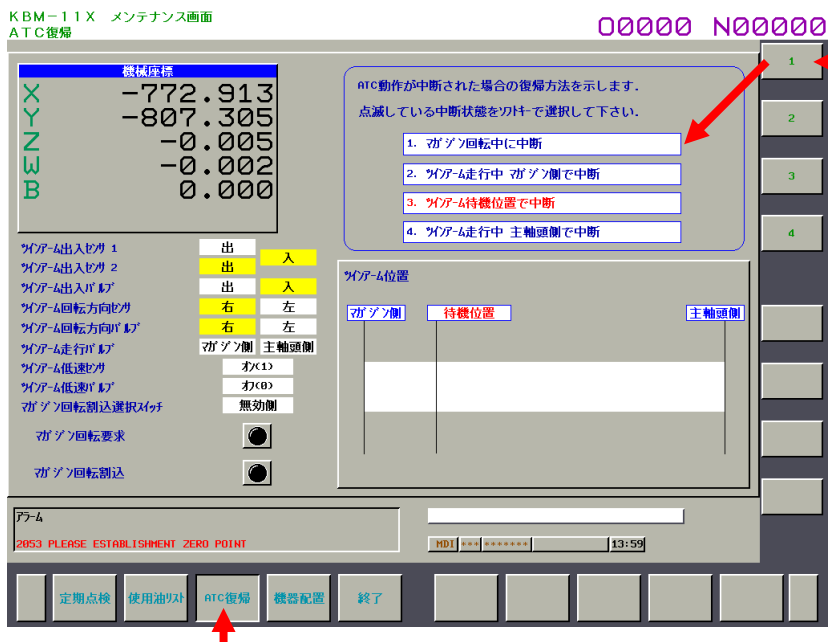 KBM－11X　メンテナンス画面
ATC復帰
O0000 N00000
機械座標
X -772.913
Y -807.305
Z -0.005
W -0.002
B 0.000
ATC動作が中断された場合の復帰方法を示します.
点滅している中断状態をｿﾌﾄｷｰで選択して下さい.
1. ﾏｶﾞｼﾞﾝ回転中に中断
2. ﾂｲﾝｱｰﾑ走行中 ﾏｶﾞｼﾞﾝ側で中断
3. ﾂｲﾝｱｰﾑ待機位置で中断
4. ﾂｲﾝｱｰﾑ走行中 主軸頭側で中断
1
2
3
4
ﾂｲﾝｱｰﾑ出入ｾﾝｻ 1 出 入
ﾂｲﾝｱｰﾑ出入ｾﾝｻ 2 出
ﾂｲﾝｱｰﾑ出入ﾊﾞﾙﾌﾞ 出 入
ﾂｲﾝｱｰﾑ回転方向ｾﾝｻ 右 左
ﾂｲﾝｱｰﾑ回転方向ﾊﾞﾙﾌﾞ 右 左
ﾂｲﾝｱｰﾑ走行ﾊﾞﾙﾌﾞ ﾏｶﾞｼﾞﾝ側 主軸頭側
ﾂｲﾝｱｰﾑ低速ｾﾝｻ ｵﾝ(1)
ﾂｲﾝｱｰﾑ低速ﾊﾞﾙﾌﾞ ｵﾌ(0)
ﾏｶﾞｼﾞﾝ回転割込選択ｽｲｯﾁ 無効側
ﾏｶﾞｼﾞﾝ回転要求
ﾏｶﾞｼﾞﾝ回転割込
ﾂｲﾝｱｰﾑ位置
ﾏｶﾞｼﾞﾝ側 待機位置 主軸頭側
ｱﾗｰﾑ
2053 PLEASE ESTABLISHMENT ZERO POINT
MDI *** ******* 13:59
定期点検 使用油ﾘｽﾄ ATC復帰 機器配置 終了